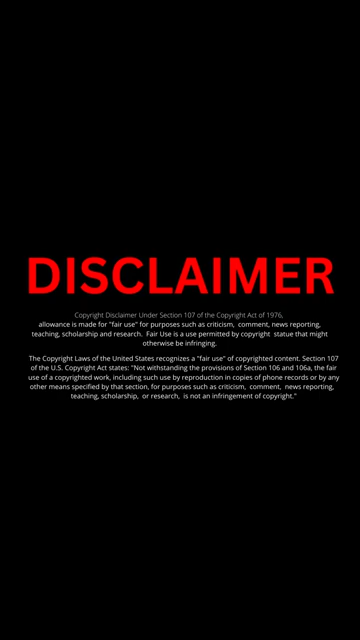 DISCLAIMER
Copyright Disclaimer Under Section 107 of the Copyright Act of 1976,
allowance is made for "fair use" for purposes such as criticism, comment, news reporting,
teaching, scholarship and research. Fair Use is a use permitted by copyright statue that might
otherwise be infringing.
The Copyright Laws of the United States recognizes a "fair use" of copyrighted content. Section 107
of the U.S. Copyright Act states: "Not withstanding the provisions of Section 106 and 106a, the fair
use of a copyrighted work, including such use by reproduction in copies of phone records or by any
other means specified by that section, for purposes such as criticism, comment, news reporting,
teaching, scholarship, or research, is not an infringement of copyright."